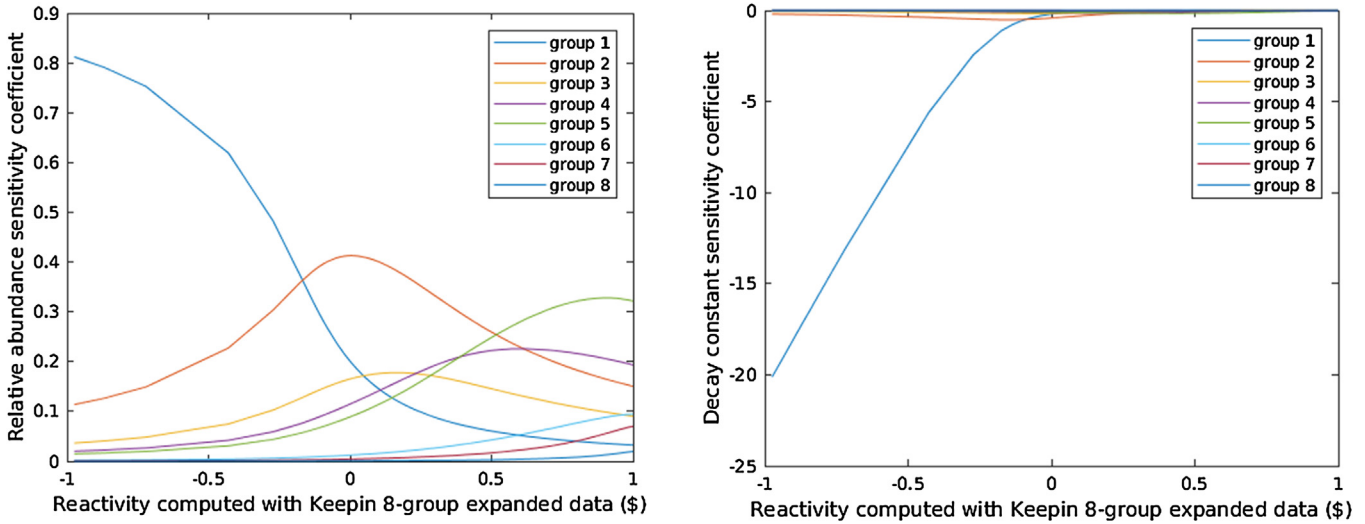 Relative abundance sensitivity coefficient
0.9
0.8
0.7
0.6
0.5
0.4
0.3
0.2
0.1
0
-1
-0.5
0
0.5
1
Reactivity computed with Keepin 8-group expanded data ($)
group 1
group 2
group 3
group 4
group 5
group 6
group 7
group 8
Decay constant sensitivity coefficient
0
-5
-10
-15
-20
-25
-1
-0.5
0
0.5
1
Reactivity computed with Keepin 8-group expanded data ($)
group 1
group 2
group 3
group 4
group 5
group 6
group 7
group 8